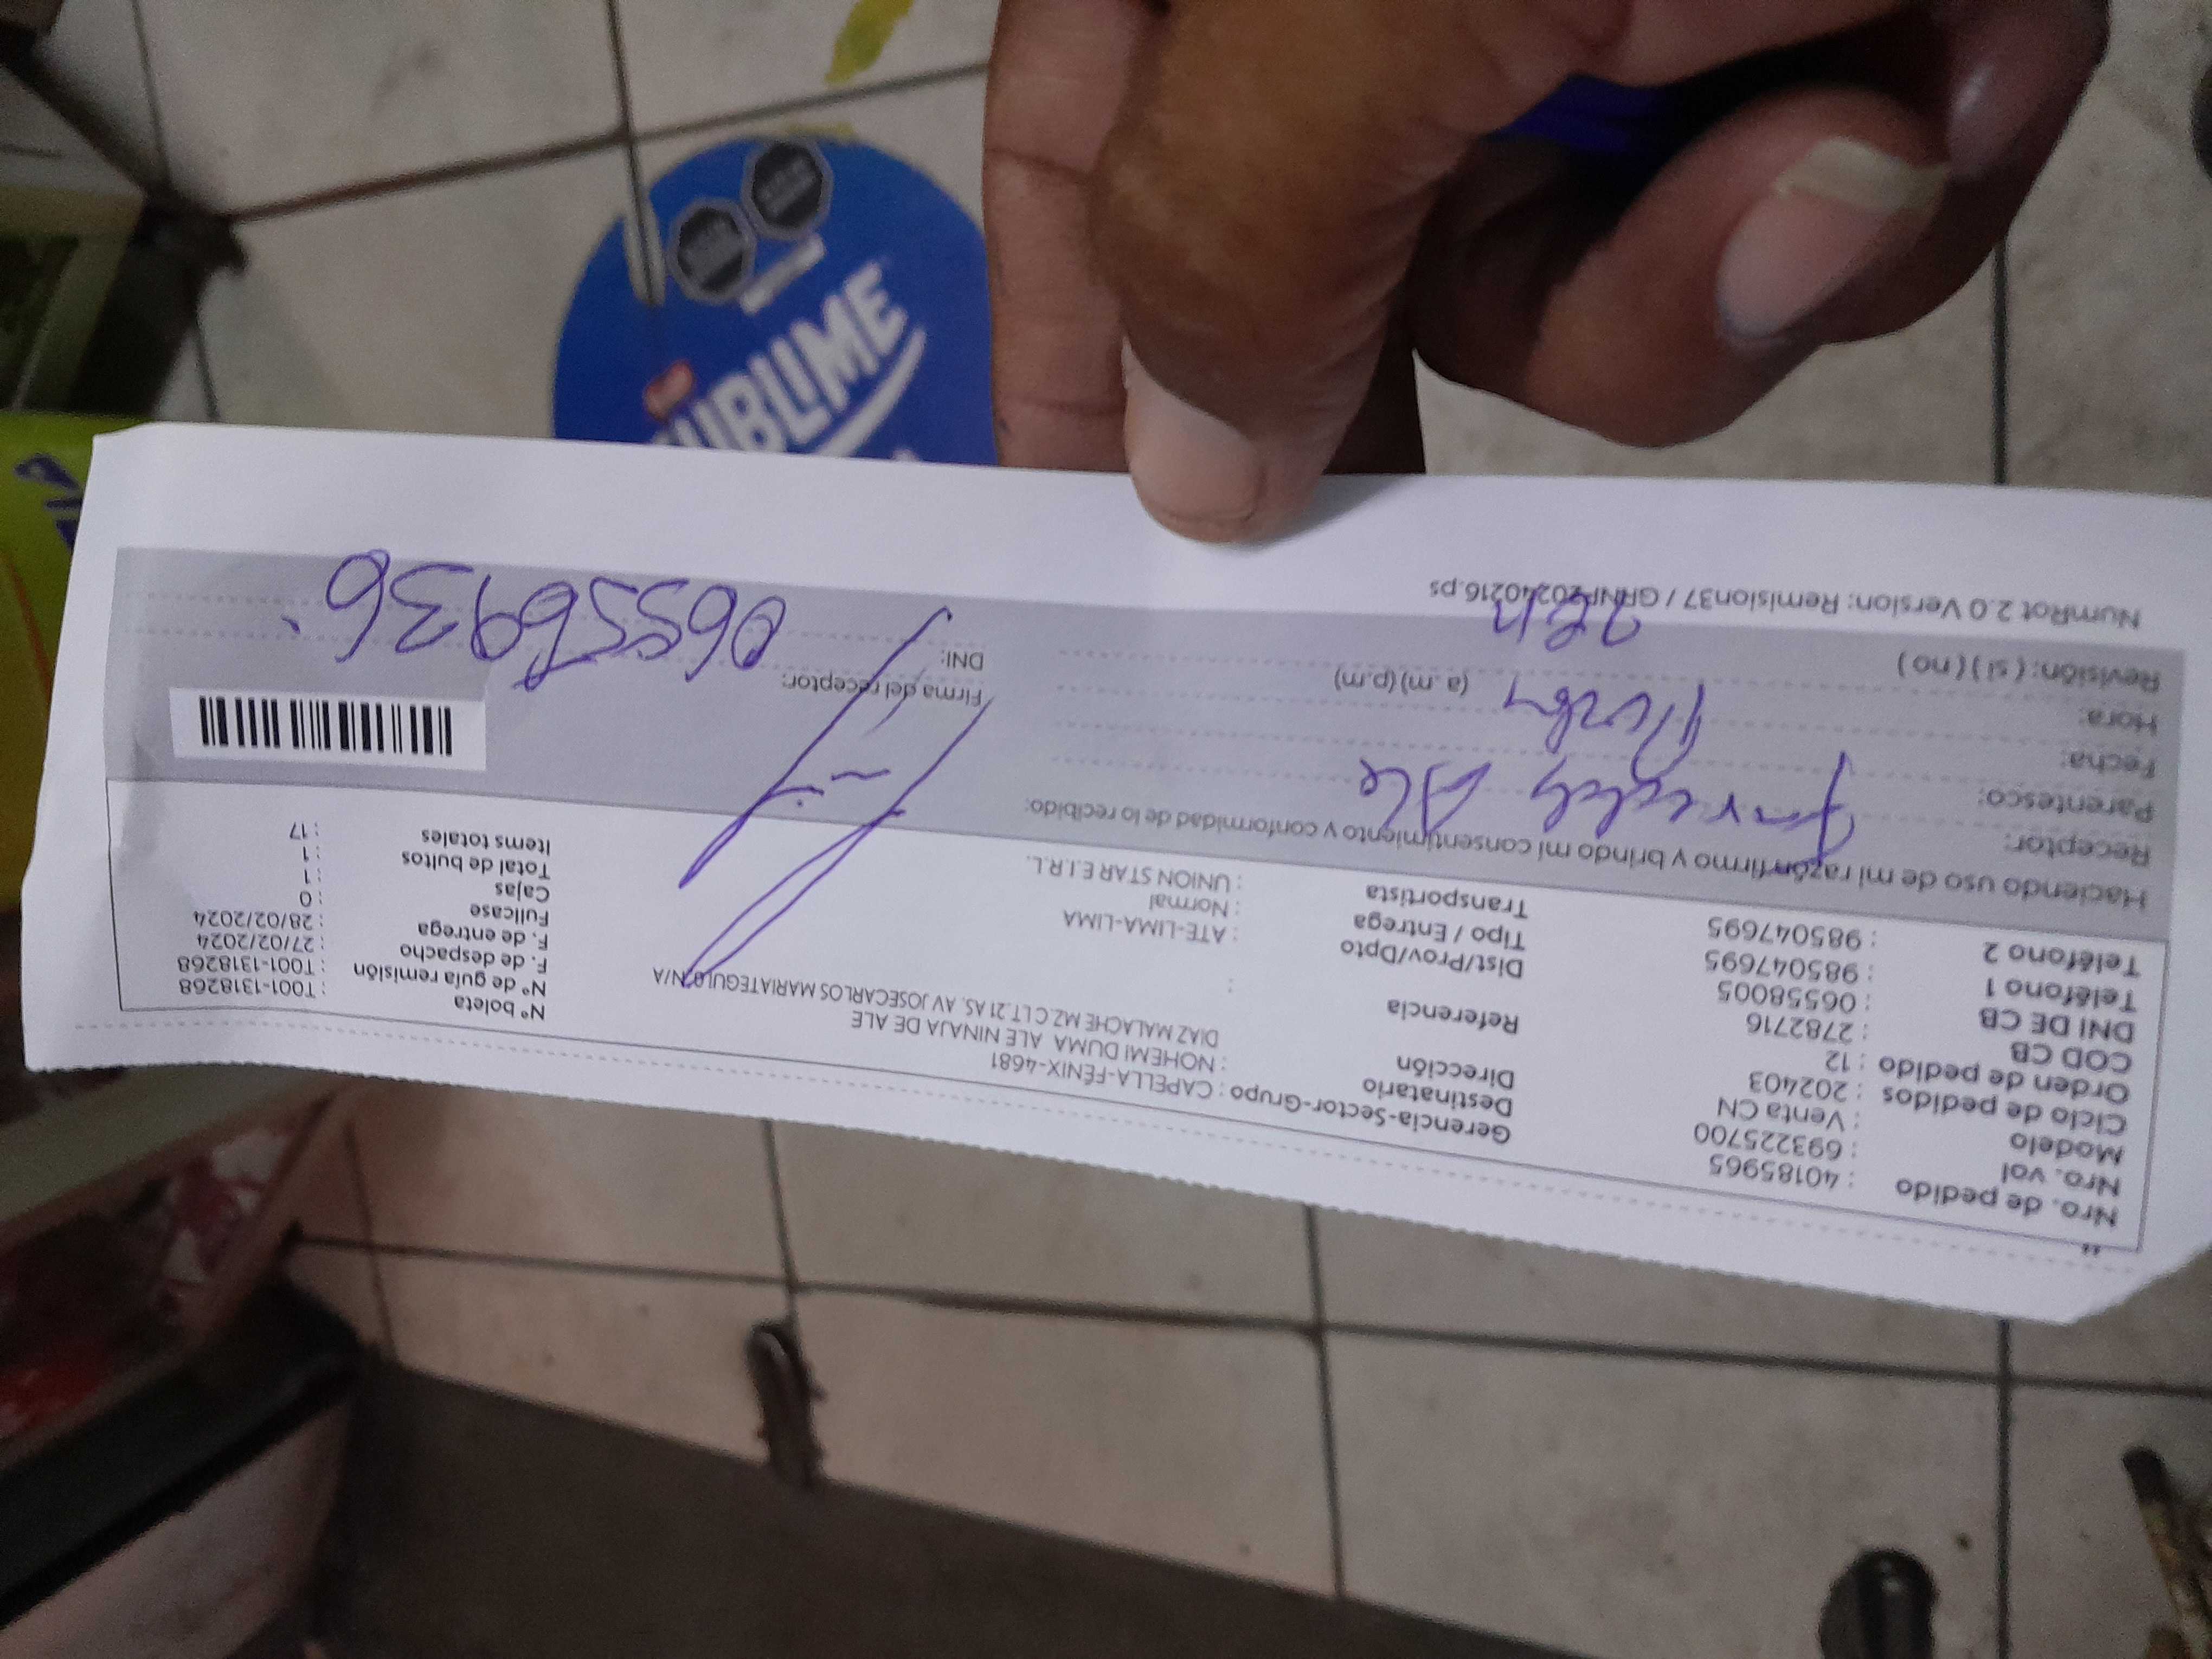 "
Nro. de pedido : 40185965
Nro. vol : 693225700
Modelo : Venta CN
Ciclo de pedidos : 202403
Orden de pedido : 12
COD CB : 2782716
DNI DE CB : 06558005
Teléfono 1 : 985047695
Teléfono 2 : 985047695
Gerencia-Sector-Grupo : CAPELLA-FÉNIX-4681
Destinatario : NOHEMI DUMA ALE NINAJA DE ALE
Dirección DIAZ MALACHE MZ.C LT. 21 AS. AV JOSECARLOS MARIATEGUI 0 N/A
Referencia :
Dist/Prov/Dpto : ATE-LIMA-LIMA
Tipo / Entrega : Normal
Transportista : UNION STAR E.I.R.L.
N° boleta : T001-1318268
N° de guía remisión : T001-1318268
F. de despacho : 27/02/2024
F. de entrega : 28/02/2024
Fullcase : 0
Cajas : 1
Total de bultos : 1
Items totales : 17
Haciendo uso de mi razón firmo y brindo mi consentimiento y conformidad de lo recibido:
Receptor: Ale
Parentesco:
Fecha:
Hora: (a.m) (p.m)
Revisión: ( si ) ( no )
Firma del receptor:
DNI: 06556936
NumRot 2.0 Version: Remision37 / GRNF20240216.ps
SUBLIME